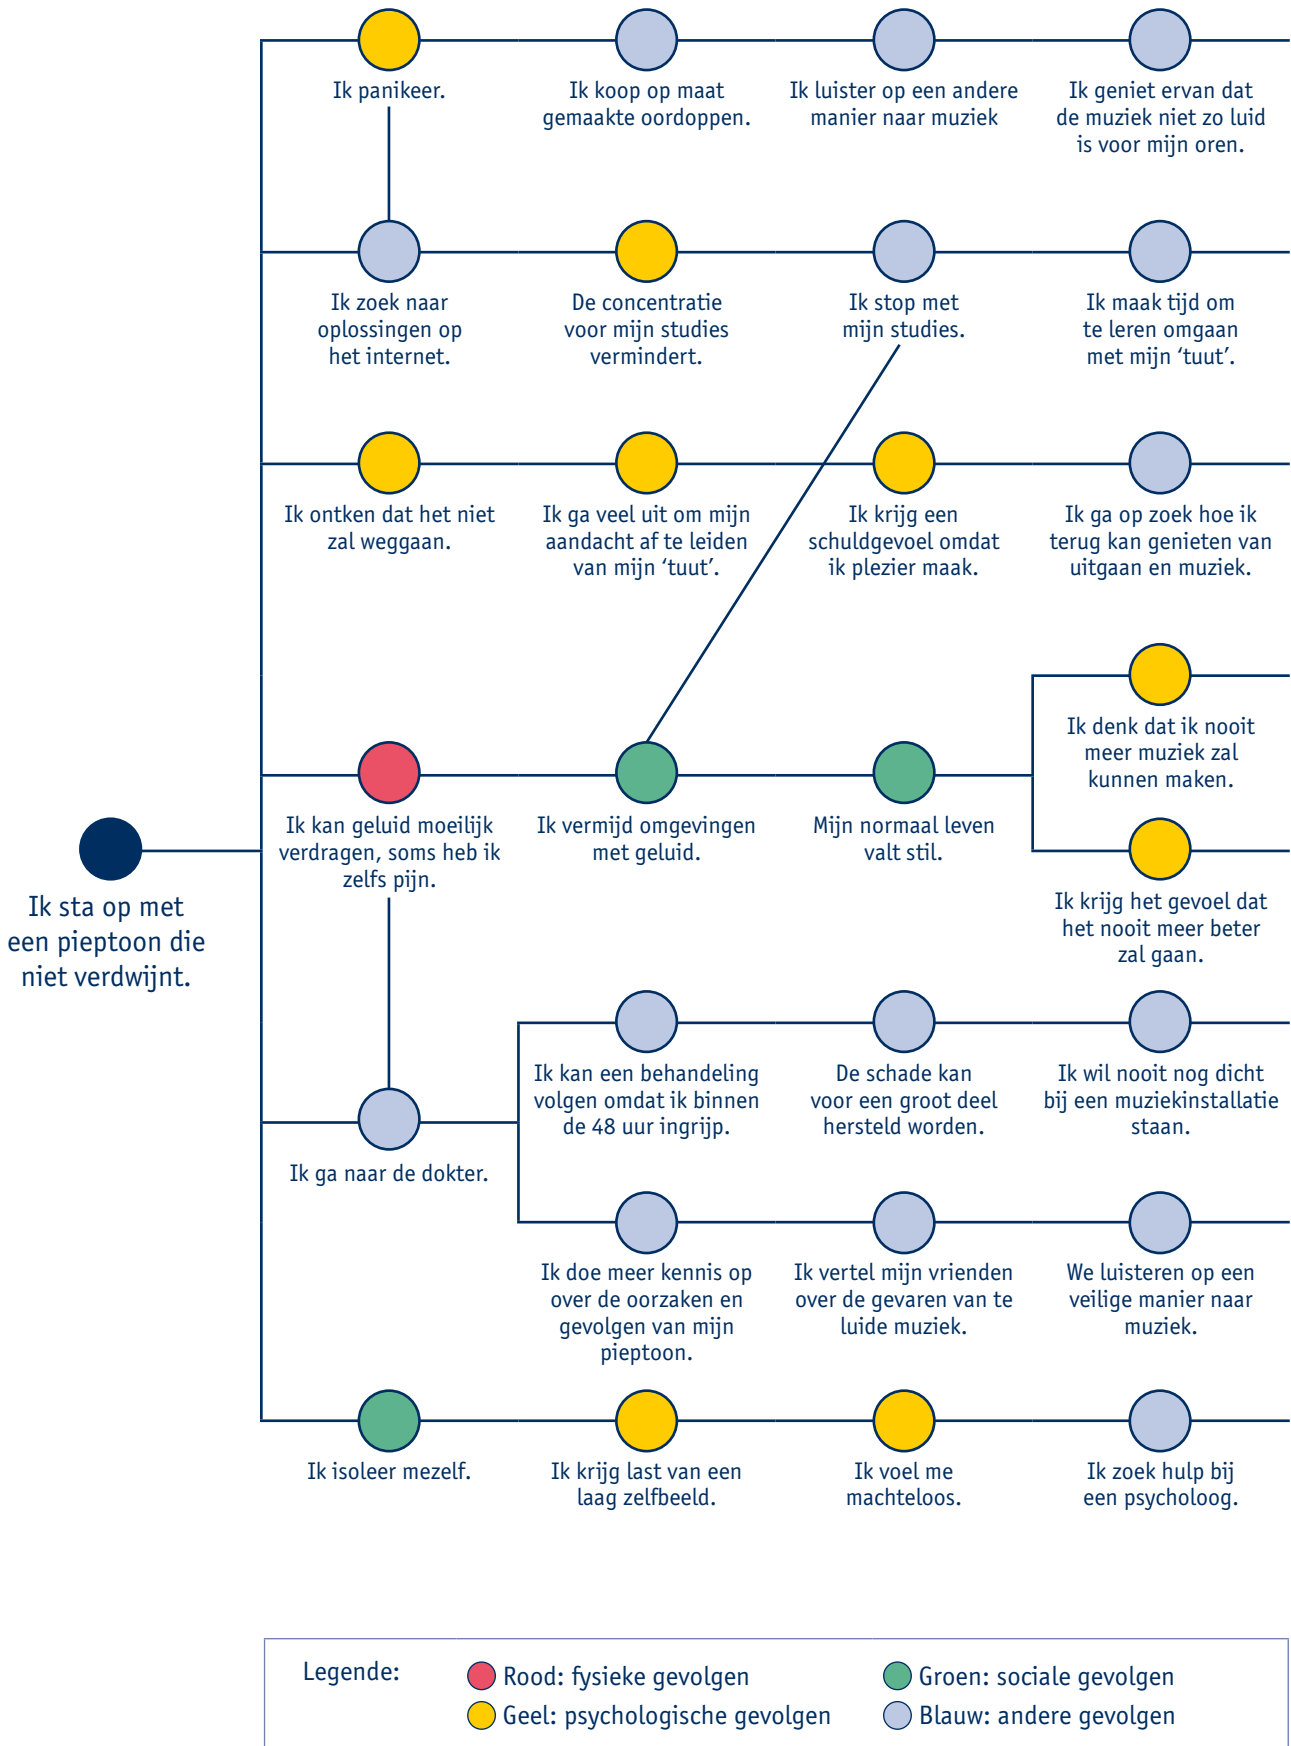 Ik panikeer.
Ik koop op maat
gemaakte oordoppen.
Ik luister op een andere
manier naar muziek
Ik geniet ervan dat
de muziek niet zo luid
is voor mijn oren.
Ik zoek naar
oplossingen op
het internet.
De concentratie
voor mijn studies
vermindert.
Ik stop met
mijn studies.
Ik maak tijd om
te leren omgaan
met mijn ‘tuut’.
Ik ontken dat het niet
zal weggaan.
Ik ga veel uit om mijn
aandacht af te leiden
van mijn ‘tuut’.
Ik krijg een
schuldgevoel omdat
ik plezier maak.
Ik ga op zoek hoe ik
terug kan genieten van
uitgaan en muziek.
Ik denk dat ik nooit
meer muziek zal
kunnen maken.
Ik kan geluid moeilijk
verdragen, soms heb ik
zelfs pijn.
Ik vermijd omgevingen
met geluid.
Mijn normaal leven
valt stil.
Ik krijg het gevoel dat
het nooit meer beter
zal gaan.
Ik sta op met
een pieptoon die
niet verdwijnt.
Ik kan een behandeling
volgen omdat ik binnen
de 48 uur ingrijp.
De schade kan
voor een groot deel
hersteld worden.
Ik wil nooit nog dicht
bij een muziekinstallatie
staan.
Ik ga naar de dokter.
Ik doe meer kennis op
over de oorzaken en
gevolgen van mijn
pieptoon.
Ik vertel mijn vrienden
over de gevaren van te
luide muziek.
We luisteren op een
veilige manier naar
muziek.
Ik isoleer mezelf.
Ik krijg last van een
laag zelfbeeld.
Ik voel me
machteloos.
Ik zoek hulp bij
een psycholoog.
Legende:
Rood: fysieke gevolgen
Groen: sociale gevolgen
Geel: psychologische gevolgen
Blauw: andere gevolgen